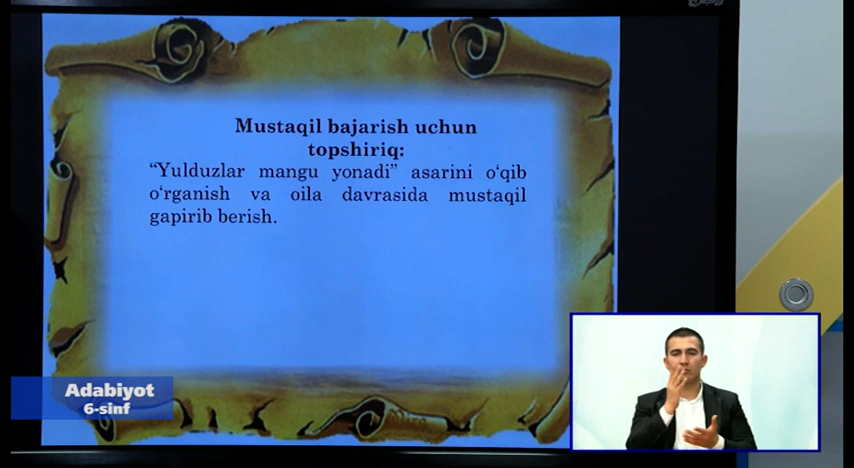 Mustaqil bajarish uchun
topshiriq:
“Yulduzlar mangu yonadi” asarini o‘qib
o‘rganish va oila davrasida mustaqil
gapirib berish.
Adabiyot
6-sinf